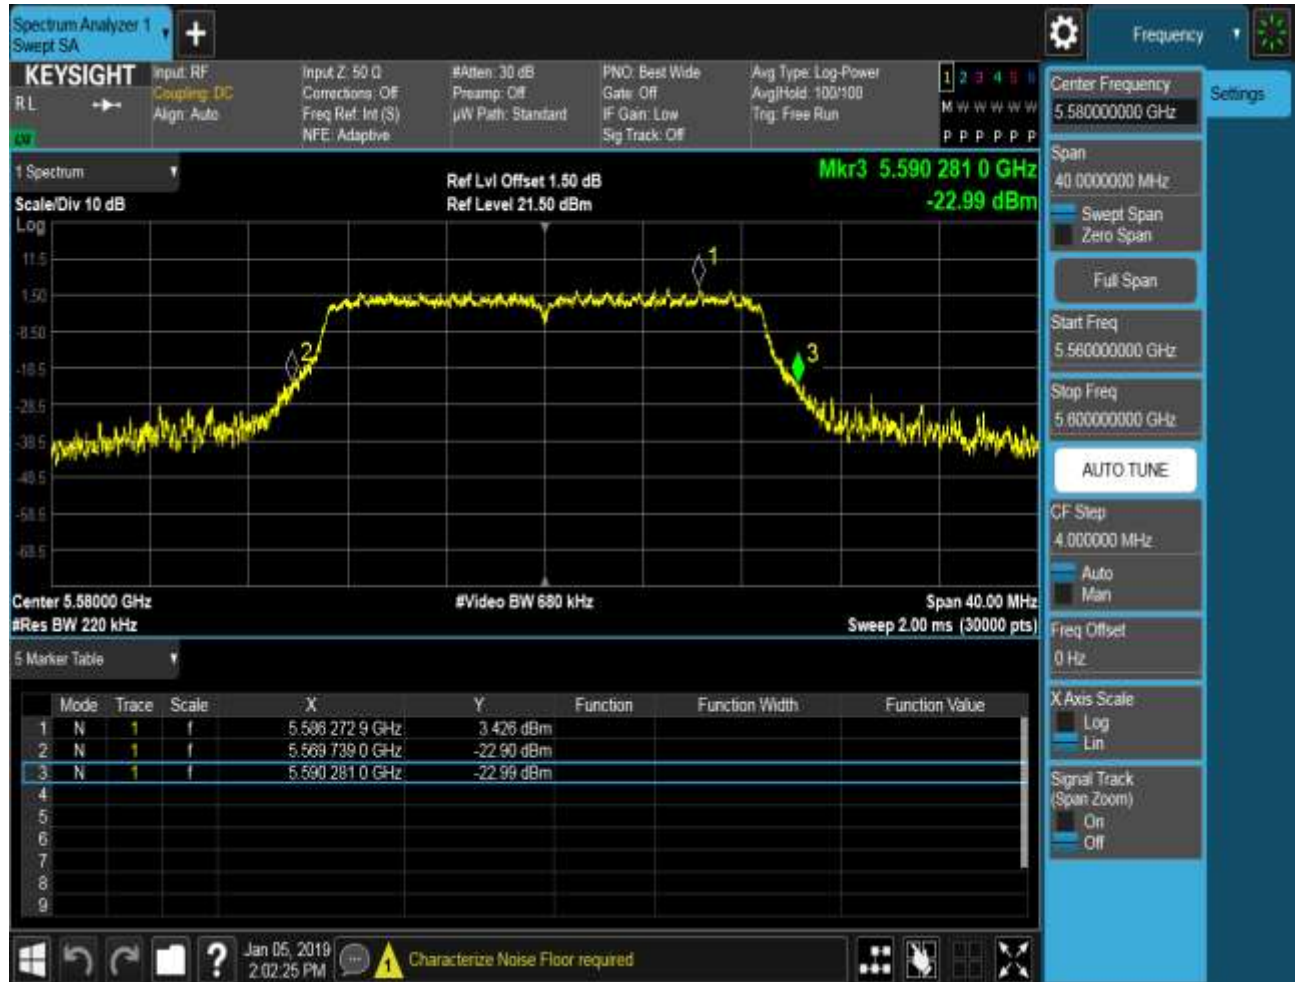 Spectrum Analyzer 1
Swept SA
+
Frequency
KEYSIGHT
RL
Input: RF
Coupling: DC
Align: Auto
Input Z: 50 Ω
Corrections: Off
Freq Ref: Int (S)
NFE: Adaptive
#Atten: 30 dB
Preamp: Off
µW Path: Standard
PNO: Best Wide
Gate: Off
IF Gain: Low
Sig Track: Off
Avg Type: Log-Power
Avg|Hold: 100/100
Trig: Free Run
1 2 3 4 5 6
M W W W W W
P P P P P P
1 Spectrum
Scale/Div 10 dB
Log
Ref Lvl Offset 1.50 dB
Ref Level 21.50 dBm
Mkr3 5.590 281 0 GHz
-22.99 dBm
11.5
1.50
-8.50
-18.5
-28.5
-38.5
-48.5
-58.5
-68.5
1
2
3
Center 5.58000 GHz
#Video BW 680 kHz
Span 40.00 MHz
#Res BW 220 kHz
Sweep 2.00 ms (30000 pts)
5 Marker Table
Mode Trace Scale X Y Function Function Width Function Value
1 N 1 f 5.586 272 9 GHz 3.426 dBm
2 N 1 f 5.569 739 0 GHz -22.90 dBm
3 N 1 f 5.590 281 0 GHz -22.99 dBm
4
5
6
7
8
9
Jan 05, 2019
2:02:25 PM
?
1
Characterize Noise Floor required
Center Frequency
5.580000000 GHz
Settings
Span
40.0000000 MHz
Swept Span
Zero Span
Full Span
Start Freq
5.560000000 GHz
Stop Freq
5.600000000 GHz
AUTO TUNE
CF Step
4.000000 MHz
Auto
Man
Freq Offset
0 Hz
X Axis Scale
Log
Lin
Signal Track
(Span Zoom)
On
Off